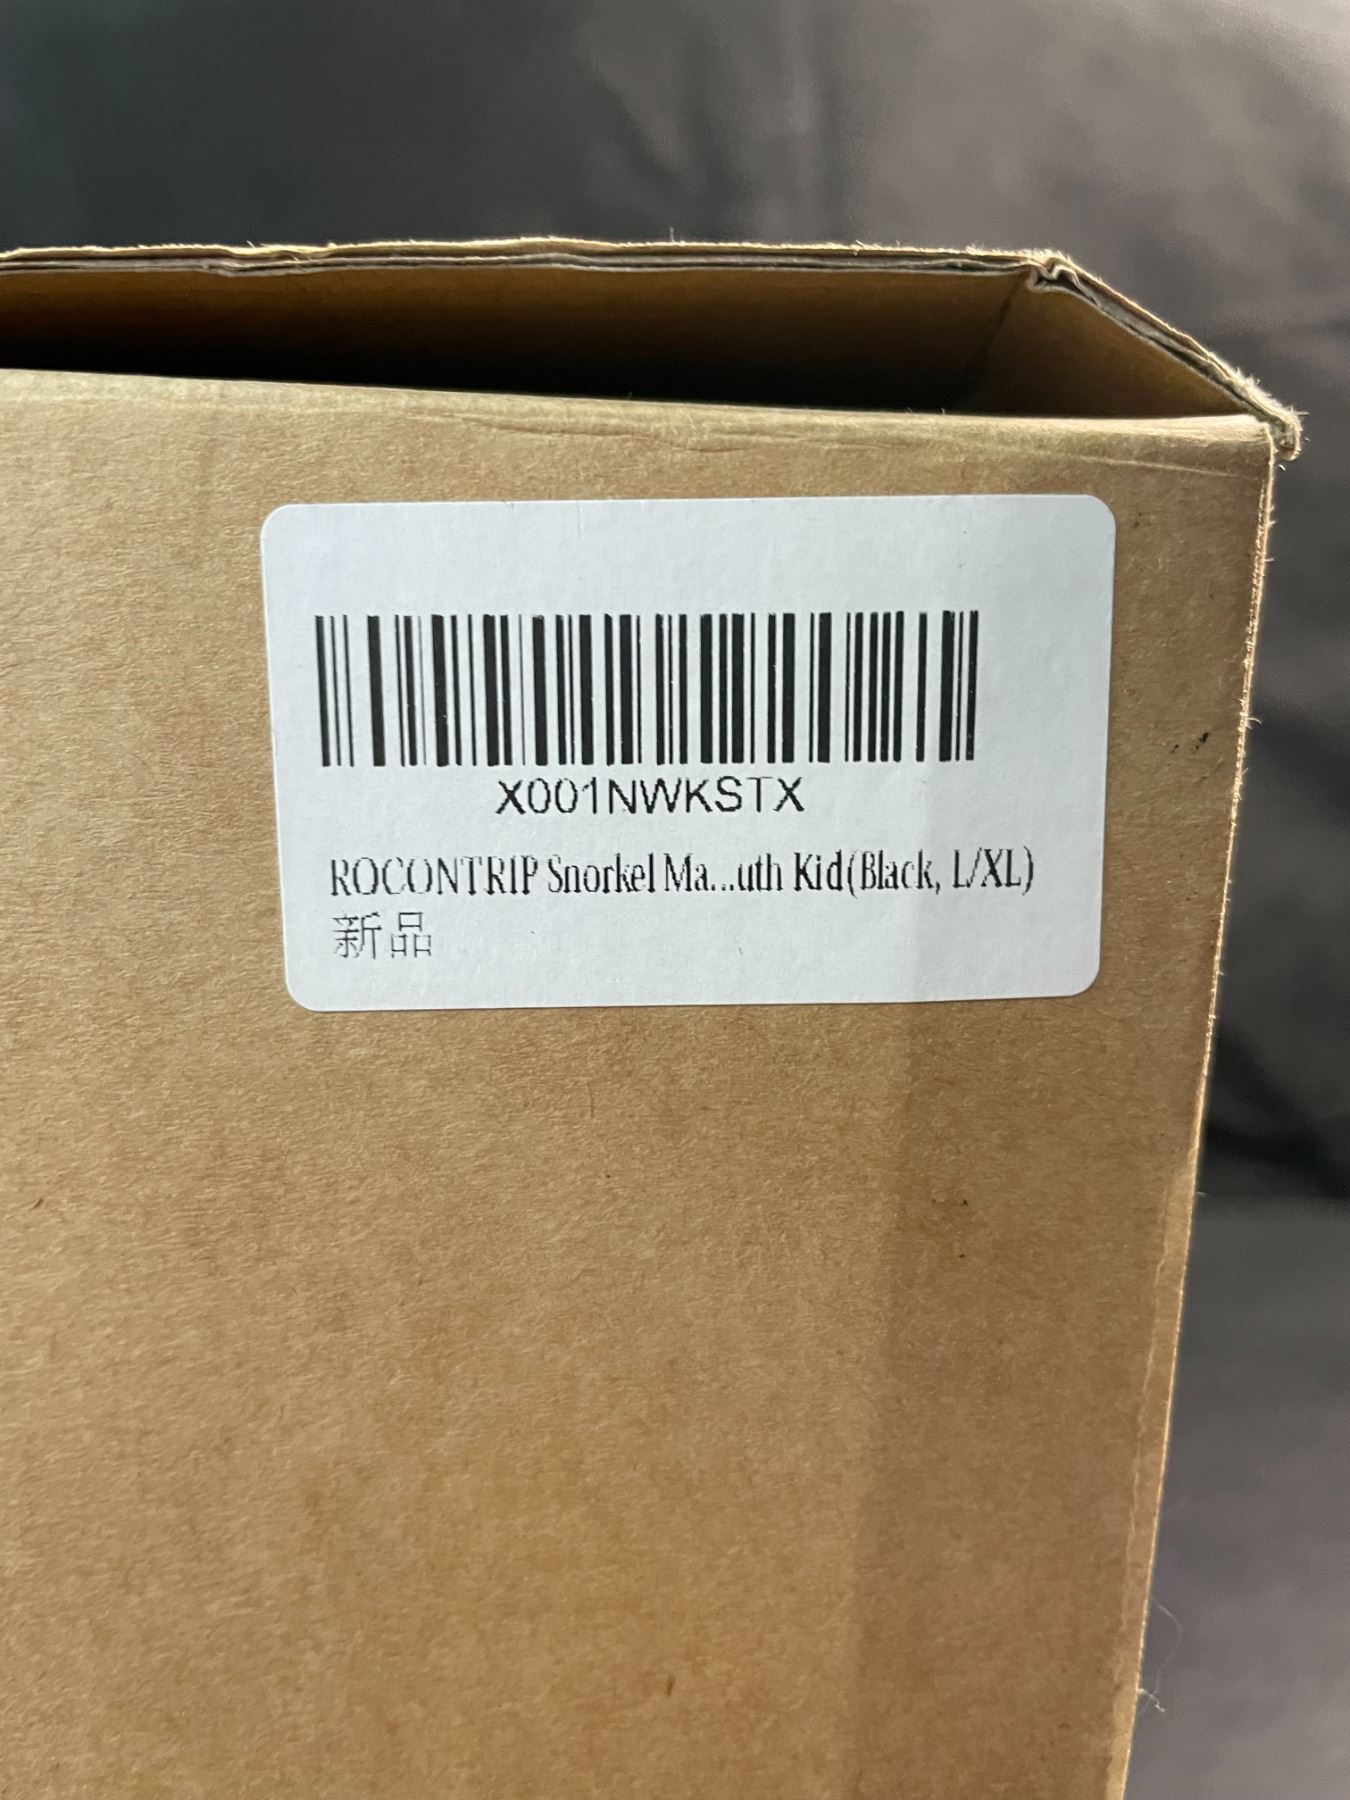 X001NWKSTX
ROCONTRIP Snorkel Ma...uth Kid(Black, L/XL)
新品